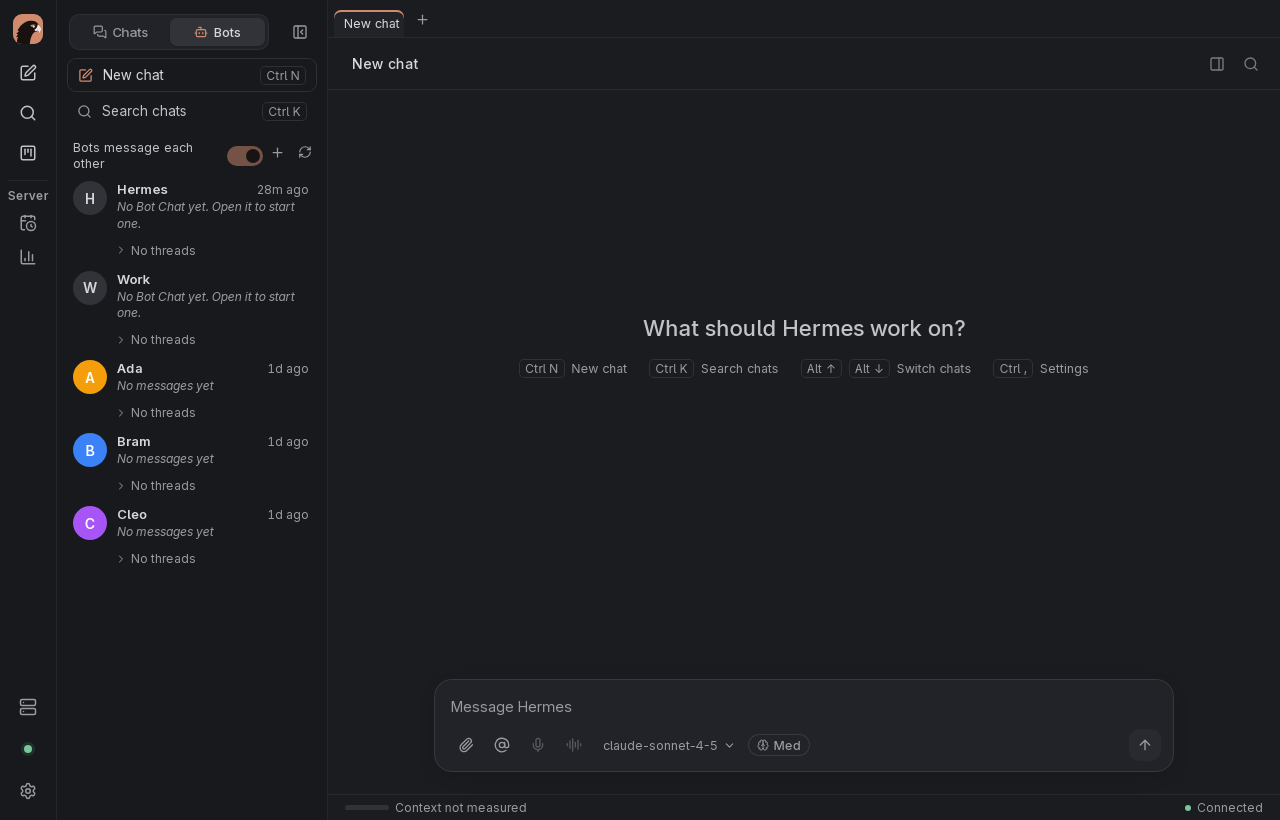 Chats
Bots
New chat
Ctrl N
Search chats
Ctrl K
Bots message each
other
Server
H
Hermes
28m ago
No Bot Chat yet. Open it to start
one.
No threads
W
Work
No Bot Chat yet. Open it to start
one.
No threads
A
Ada
1d ago
No messages yet
No threads
B
Bram
1d ago
No messages yet
No threads
C
Cleo
1d ago
No messages yet
No threads
New chat
New chat
What should Hermes work on?
Ctrl N New chat Ctrl K Search chats Alt ↑ Alt ↓ Switch chats Ctrl , Settings
Message Hermes
claude-sonnet-4-5
Med
Context not measured
Connected